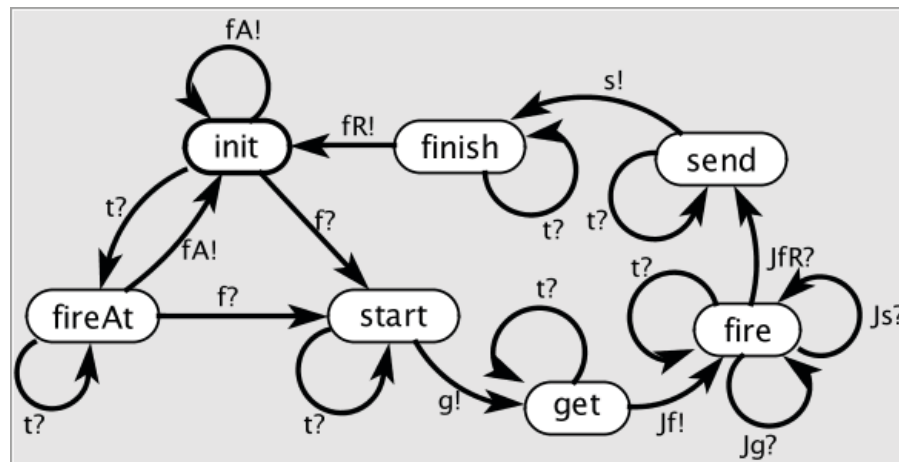 fA!
s!
init
fR!
finish
send
t?
f?
t?
t?
fA!
JfR?
t?
t?
fireAt
f?
start
fire
Js?
t?
t?
g!
get
Jf!
Jg?